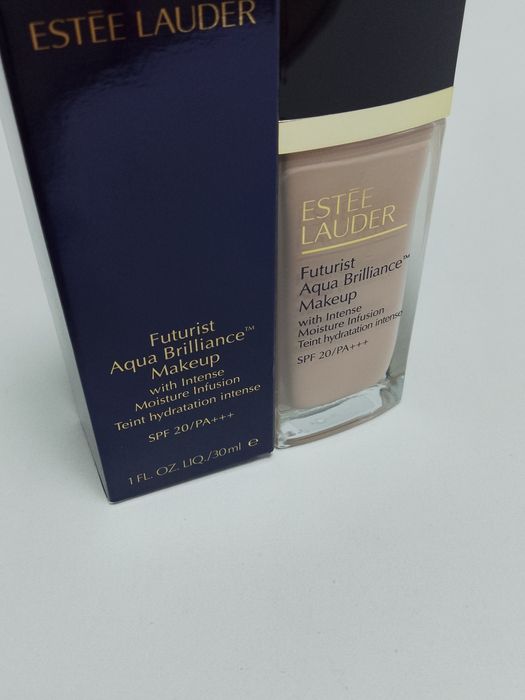 ESTĒE LAUDER
Futurist
Aqua Brilliance™
Makeup
with Intense
Moisture Infusion
Teint hydratation intense
SPF 20/PA+++
1 FL. OZ. LIQ./30ml ℮
ESTĒE
LAUDER
Futurist
Aqua Brilliance™
Makeup
with Intense
Moisture Infusion
Teint hydratation intense
SPF 20/PA+++